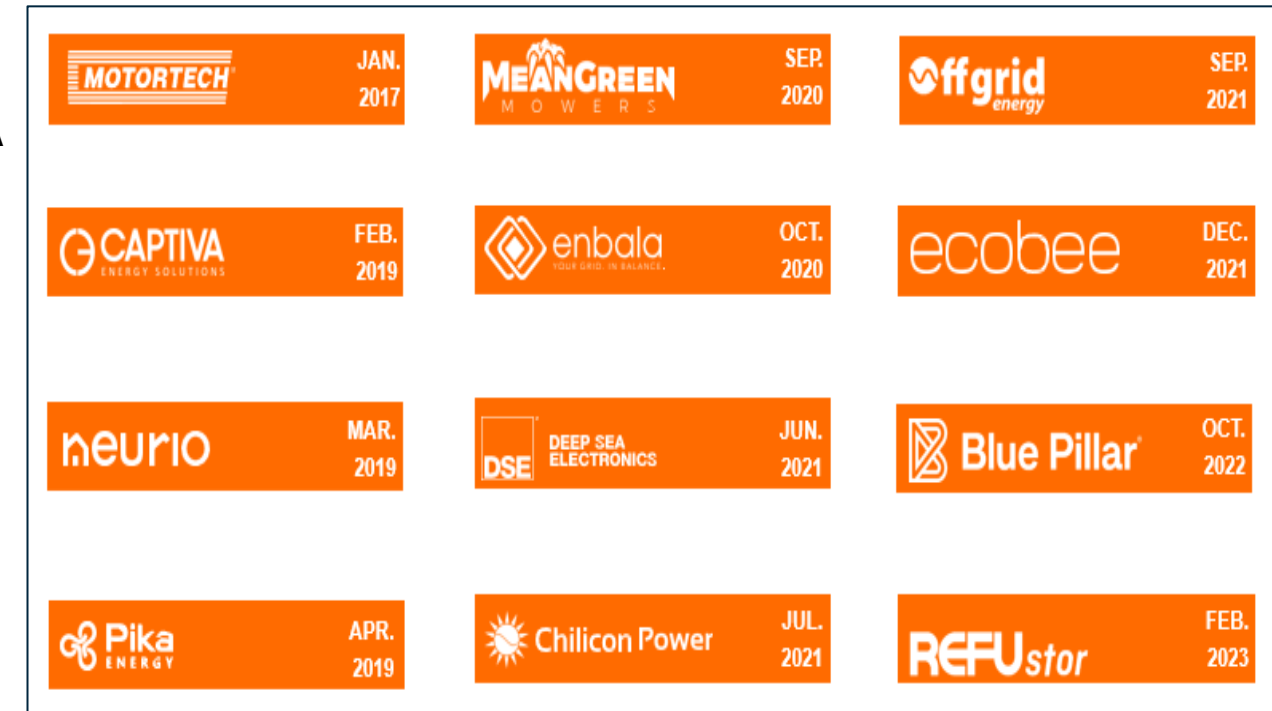 MOTORTECH
JAN.
2017
MEANGREEN
MOWERS
SEP.
2020
Offgrid
energy
SEP.
2021
CAPTIVA
ENERGY SOLUTIONS
FEB.
2019
enbala
YOUR GRID. IN BALANCE.
OCT.
2020
ecobee
DEC.
2021
neurio
MAR.
2019
DSE
DEEP SEA
ELECTRONICS
JUN.
2021
Blue Pillar
OCT.
2022
Pika
ENERGY
APR.
2019
Chilicon Power
JUL.
2021
REFUstor
FEB.
2023